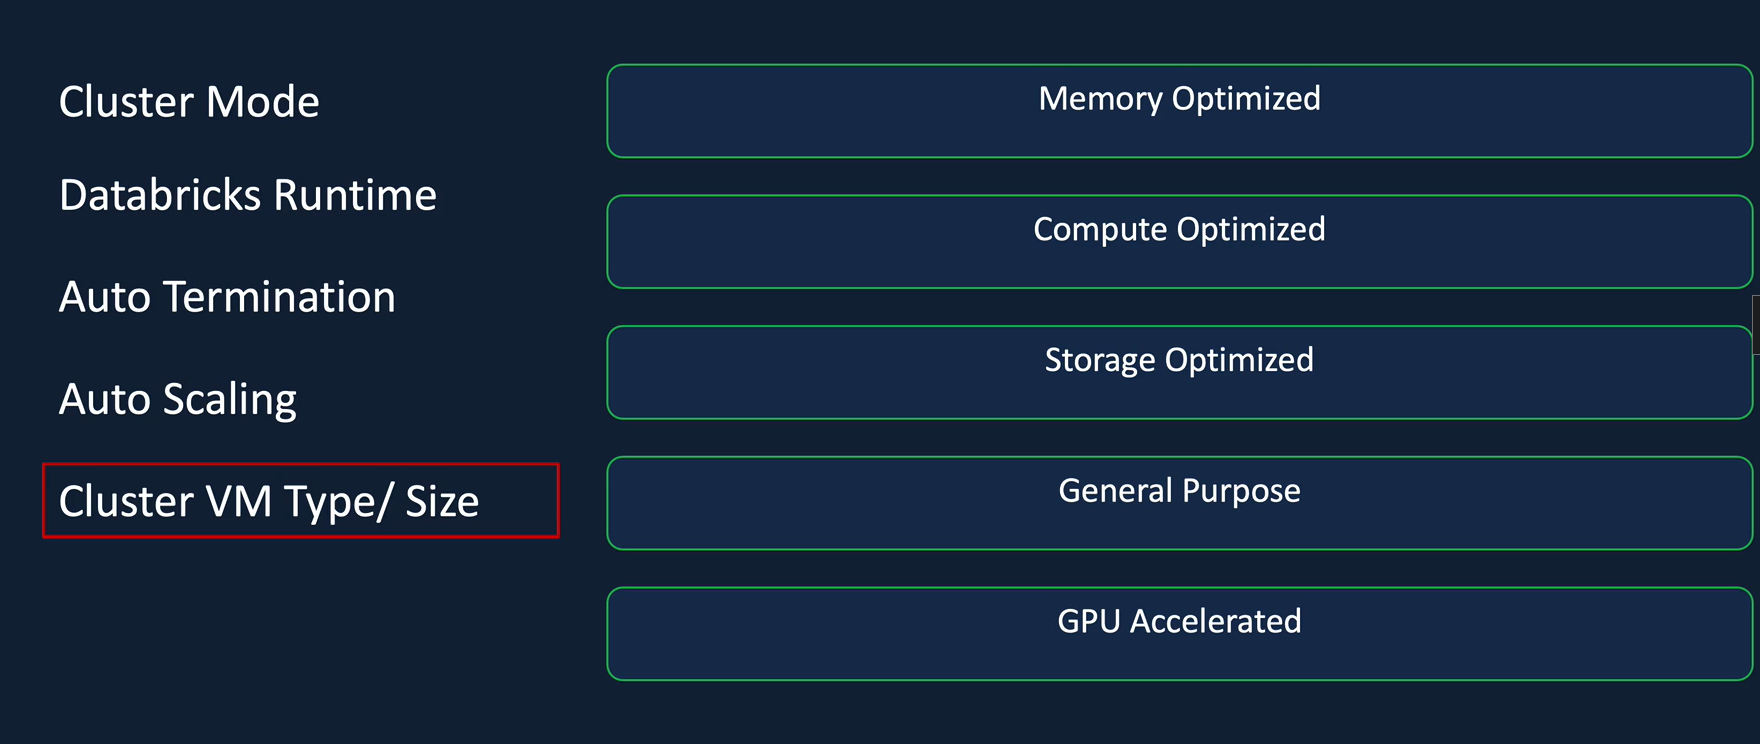 Cluster Mode
Databricks Runtime
Auto Termination
Auto Scaling
Cluster VM Type/ Size
Memory Optimized
Compute Optimized
Storage Optimized
General Purpose
GPU Accelerated